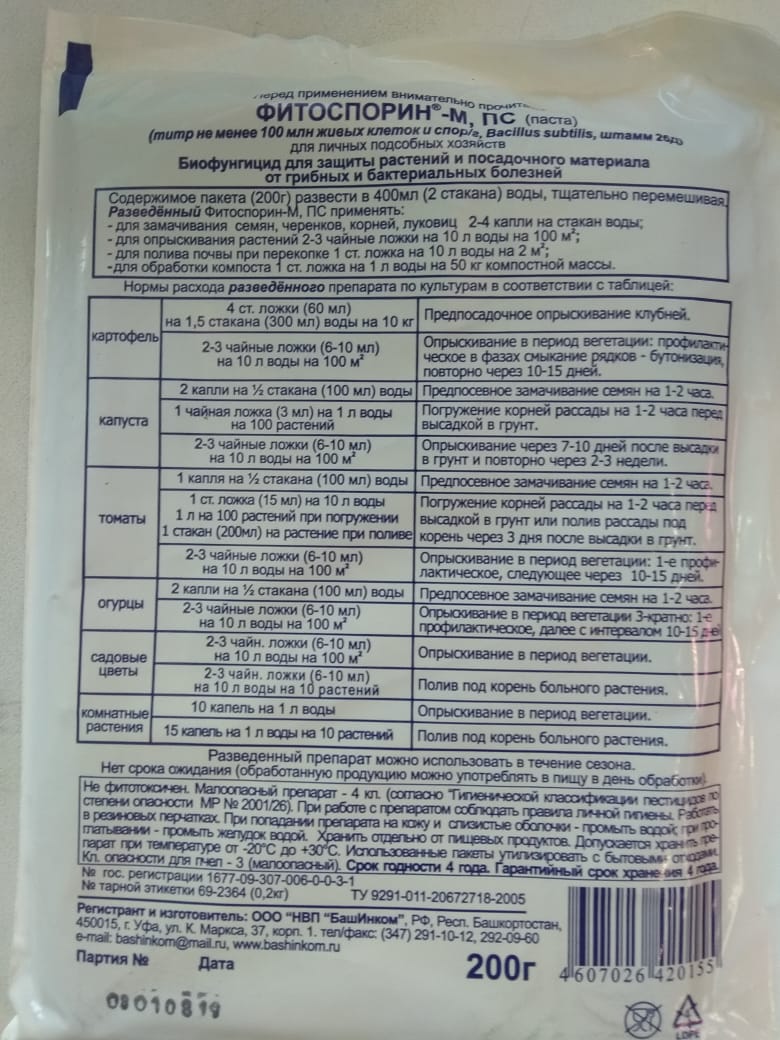 Перед применением внимательно прочит
ФИТОСПОРИН®-М, ПС (паста)
(титр не менее 100 млн живых клеток и спор/г, Bacillus subtilis, штамм 26Д)
для личных подсобных хозяйств
Биофунгицид для защиты растений и посадочного материала
от грибных и бактериальных болезней
Содержимое пакета (200г) развести в 400мл (2 стакана) воды, тщательно перемешивая.
Разведённый Фитоспорин-М, ПС применять:
- для замачивания семян, черенков, корней, луковиц 2-4 капли на стакан воды;
- для опрыскивания растений 2-3 чайные ложки на 10 л воды на 100 м²;
- для полива почвы при перекопке 1 ст. ложка на 10 л воды на 2 м²;
-для обработки компоста 1 ст. ложка на 1 л воды на 50 кг компостной массы.
Нормы расхода разведённого препарата по культурам в соответствии с таблицей:
картофель
4 ст. ложки (60 мл)
на 1,5 стакана (300 мл) воды на 10 кг
Предпосадочное опрыскивание клубней.
2-3 чайные ложки (6-10 мл)
на 10 л воды на 100 м²
Опрыскивание в период вегетации: профилакти-
ческое в фазах смыкание рядков - бутонизация,
повторно через 10-15 дней.
капуста
2 капли на ½ стакана (100 мл) воды
Предпосевное замачивание семян на 1-2 часа.
1 чайная ложка (3 мл) на 1 л воды
на 100 растений
Погружение корней рассады на 1-2 часа перед
высадкой в грунт.
2-3 чайные ложки (6-10 мл)
на 10 л воды на 100 м²
Опрыскивание через 7-10 дней после высадки
в грунт и повторно через 2-3 недели.
томаты
1 капля на ½ стакана (100 мл) воды
Предпосевное замачивание семян на 1-2 часа.
1 ст. ложка (15 мл) на 10 л воды
1 л на 100 растений при погружении
1 стакан (200мл) на растение при поливе
Погружение корней рассады на 1-2 часа перед
высадкой в грунт или полив рассады под
корень через 3 дня после высадки в грунт.
2-3 чайные ложки (6-10 мл)
на 10 л воды на 100 м²
Опрыскивание в период вегетации: 1-е профи-
лактическое, следующее через 10-15 дней.
огурцы
2 капли на ½ стакана (100 мл) воды
Предпосевное замачивание семян на 1-2 часа.
2-3 чайные ложки (6-10 мл)
на 10 л воды на 100 м²
Опрыскивание в период вегетации 3-кратно: 1-е
профилактическое, далее с интервалом 10-15 дней
садовые
цветы
2-3 чайн. ложки (6-10 мл)
на 10 л воды на 100 м²
Опрыскивание в период вегетации.
2-3 чайн. ложки (6-10 мл)
на 10 л воды на 10 растений
Полив под корень больного растения.
комнатные
растения
10 капель на 1 л воды
Опрыскивание в период вегетации.
15 капель на 1 л воды на 10 растений
Полив под корень больного растения.
Разведенный препарат можно использовать в течение сезона.
Нет срока ожидания (обработанную продукцию можно употреблять в пищу в день обработки).
Не фитотоксичен. Малоопасный препарат - 4 кл. (согласно "Гигиенической классификации пестицидов по
степени опасности МР № 2001/26). При работе с препаратом соблюдать правила личной гигиены. Работать
в резиновых перчатках. При попадании препарата на кожу и слизистые оболочки - промыть водой; при про-
глатывании - промыть желудок водой. Хранить отдельно от пищевых продуктов. Допускается хранить пре-
парат при температуре от -20°С до +30°С. Использованные пакеты утилизировать с бытовыми отходами.
Кл. опасности для пчел - 3 (малоопасный). Срок годности 4 года. Гарантийный срок хранения 4 года.
№ гос. регистрации 1677-09-307-006-0-0-3-1
№ тарной этикетки 69-2364 (0,2кг) ТУ 9291-011-20672718-2005
Регистрант и изготовитель: ООО "НВП "БашИнком", РФ, Респ. Башкортостан,
450015, г. Уфа, ул. К. Маркса, 37, корп. 1. тел/факс: (347) 291-10-12, 292-09-60
e-mail: bashinkom@mail.ru, www.bashinkom.ru
Партия № Дата
200г
4 607026 420155
08010819
4
LDPE